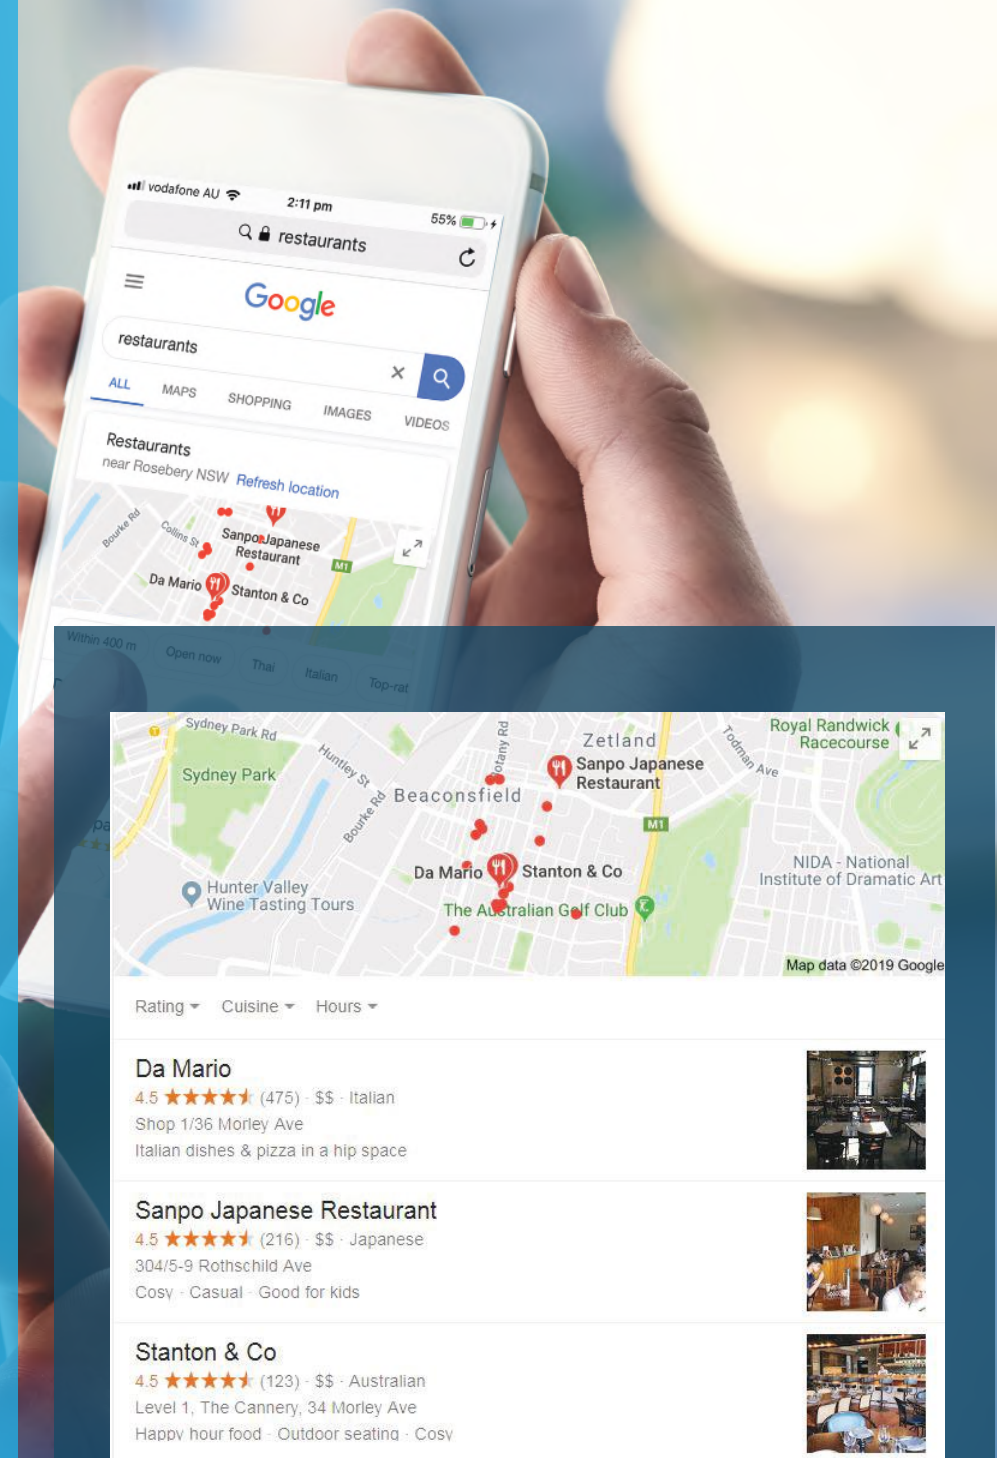 vodafone AU 2:11 pm 55%
restaurants
Google
restaurants
ALL MAPS SHOPPING IMAGES VIDEOS
Restaurants
near Rosebery NSW Refresh location
Bourke Rd
Collins St
Sanpo Japanese
Restaurant
M1
Da Mario
Stanton & Co
Within 400 m Open now Thai Italian Top-rat
Sydney Park Rd
Sydney Park
Huntley St
Bourke Rd
Botany Rd
Beaconsfield
Zetland
Sanpo Japanese
Restaurant
Todman Ave
Royal Randwick
Racecourse
M1
Da Mario
Stanton & Co
NIDA - National
Institute of Dramatic Art
Hunter Valley
Wine Tasting Tours
The Australian Golf Club
Map data ©2019 Google
Rating Cuisine Hours
Da Mario
4.5 ★★★★★ (475) · $$ · Italian
Shop 1/36 Morley Ave
Italian dishes & pizza in a hip space
Sanpo Japanese Restaurant
4.5 ★★★★★ (216) · $$ · Japanese
304/5-9 Rothschild Ave
Cosy · Casual · Good for kids
Stanton & Co
4.5 ★★★★★ (123) · $$ · Australian
Level 1, The Cannery, 34 Morley Ave
Happy hour food · Outdoor seating · Cosy